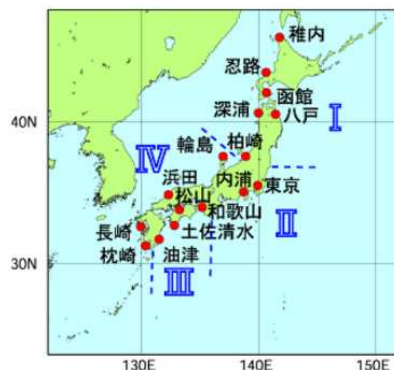 稚内
忍路
函館
深浦
八戸
40N
I
輪島
柏崎
IV
浜田
内浦
東京
松山
和歌山
II
長崎
土佐清水
枕崎
油津
III
30N
130E
140E
150E